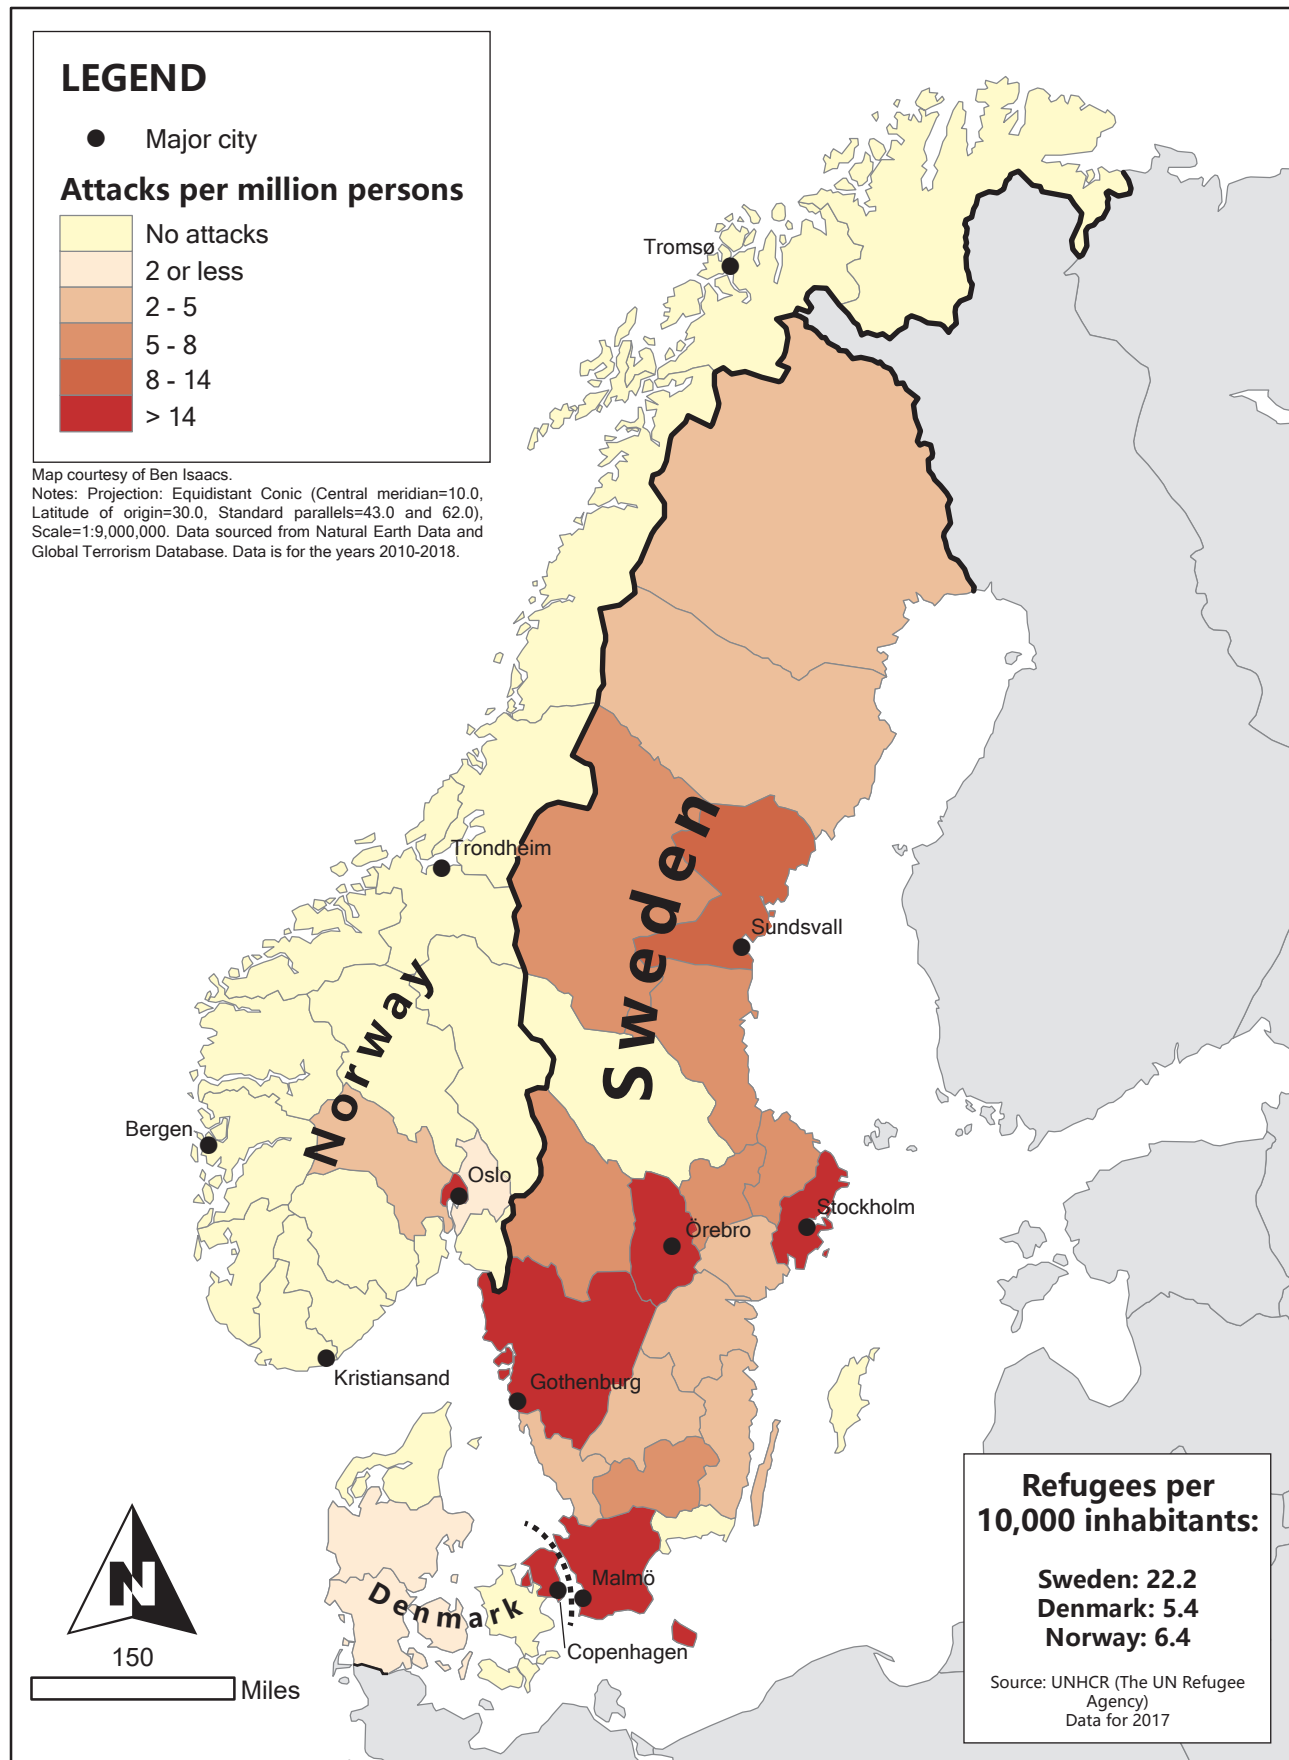 LEGEND
Major city
Attacks per million persons
No attacks
2 or less
2 - 5
5 - 8
8 - 14
> 14
Map courtesy of Ben Isaacs.
Notes: Projection: Equidistant Conic (Central meridian=10.0,
Latitude of origin=30.0, Standard parallels=43.0 and 62.0),
Scale=1:9,000,000. Data sourced from Natural Earth Data and
Global Terrorism Database. Data is for the years 2010-2018.
Tromsø
Trondheim
Sweden
Sundsvall
Norway
Bergen
Oslo
Stockholm
Örebro
Kristiansand
Gothenburg
Malmö
Denmark
Copenhagen
N
150
Miles
Refugees per
10,000 inhabitants:
Sweden: 22.2
Denmark: 5.4
Norway: 6.4
Source: UNHCR (The UN Refugee
Agency)
Data for 2017